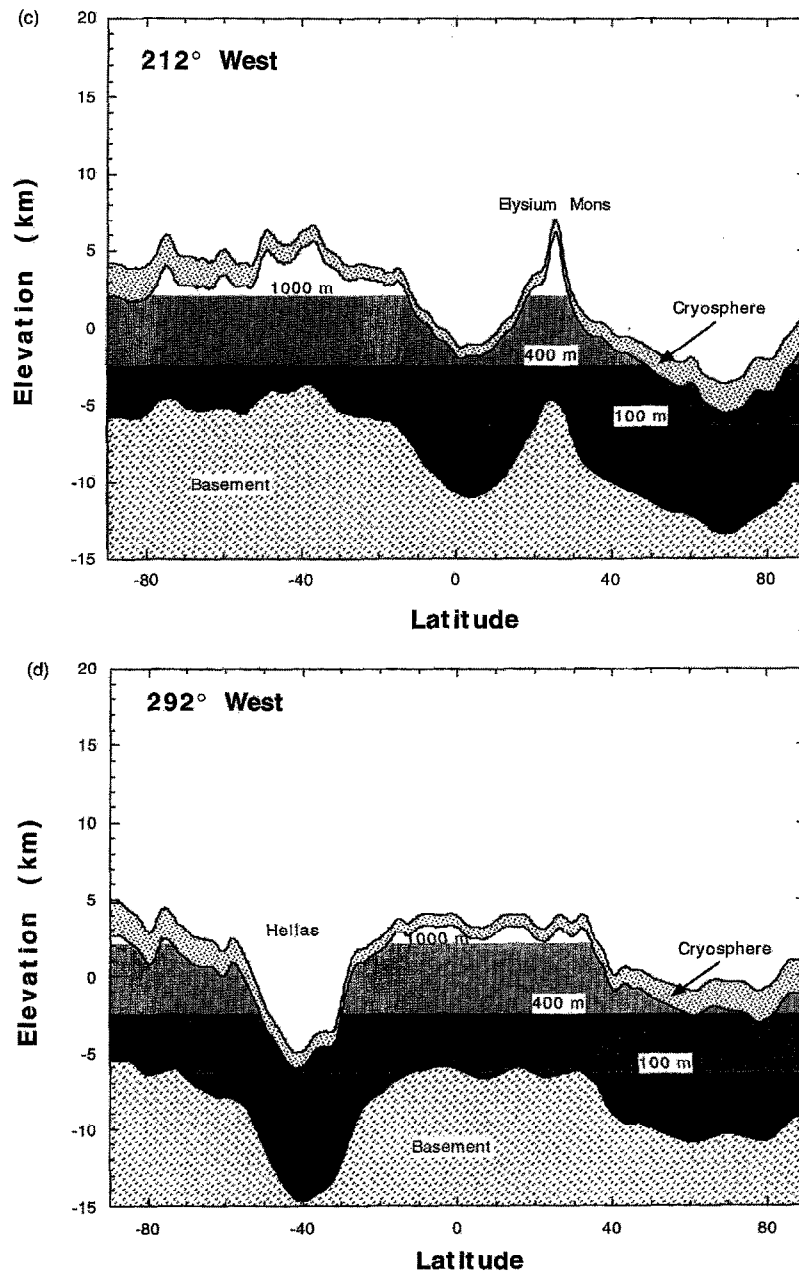 (c)
212° West
20
15
10
5
0
-5
-10
-15
Elevation (km)
Elysium Mons
1000 m
Cryosphere
400 m
100 m
Basement
-80
-40
0
40
80
Latitude
(d)
292° West
20
15
10
5
0
-5
-10
-15
Elevation (km)
Hellas
1000 m
Cryosphere
400 m
100 m
Basement
-80
-40
0
40
80
Latitude